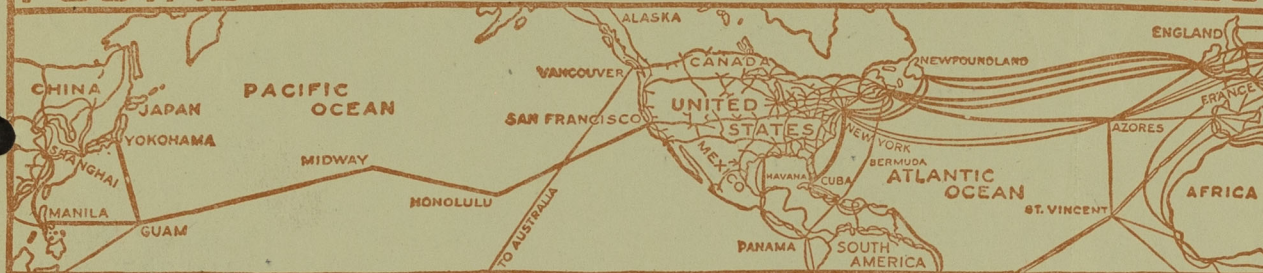 ALASKA
ENGLAND
CANADA
NEWFOUNDLAND
VANCOUVER
CHINA
PACIFIC
OCEAN
FRANCE
JAPAN
UNITED
STATES
SAN FRANCISCO
AZORES
YOKOHAMA
NEW YORK
SHANGHAI
MIDWAY
MEXICO
BERMUDA
HAVANA
CUBA
ATLANTIC
OCEAN
AFRICA
HONOLULU
MANILA
ST. VINCENT
GUAM
TO AUSTRALIA
PANAMA
SOUTH
AMERICA